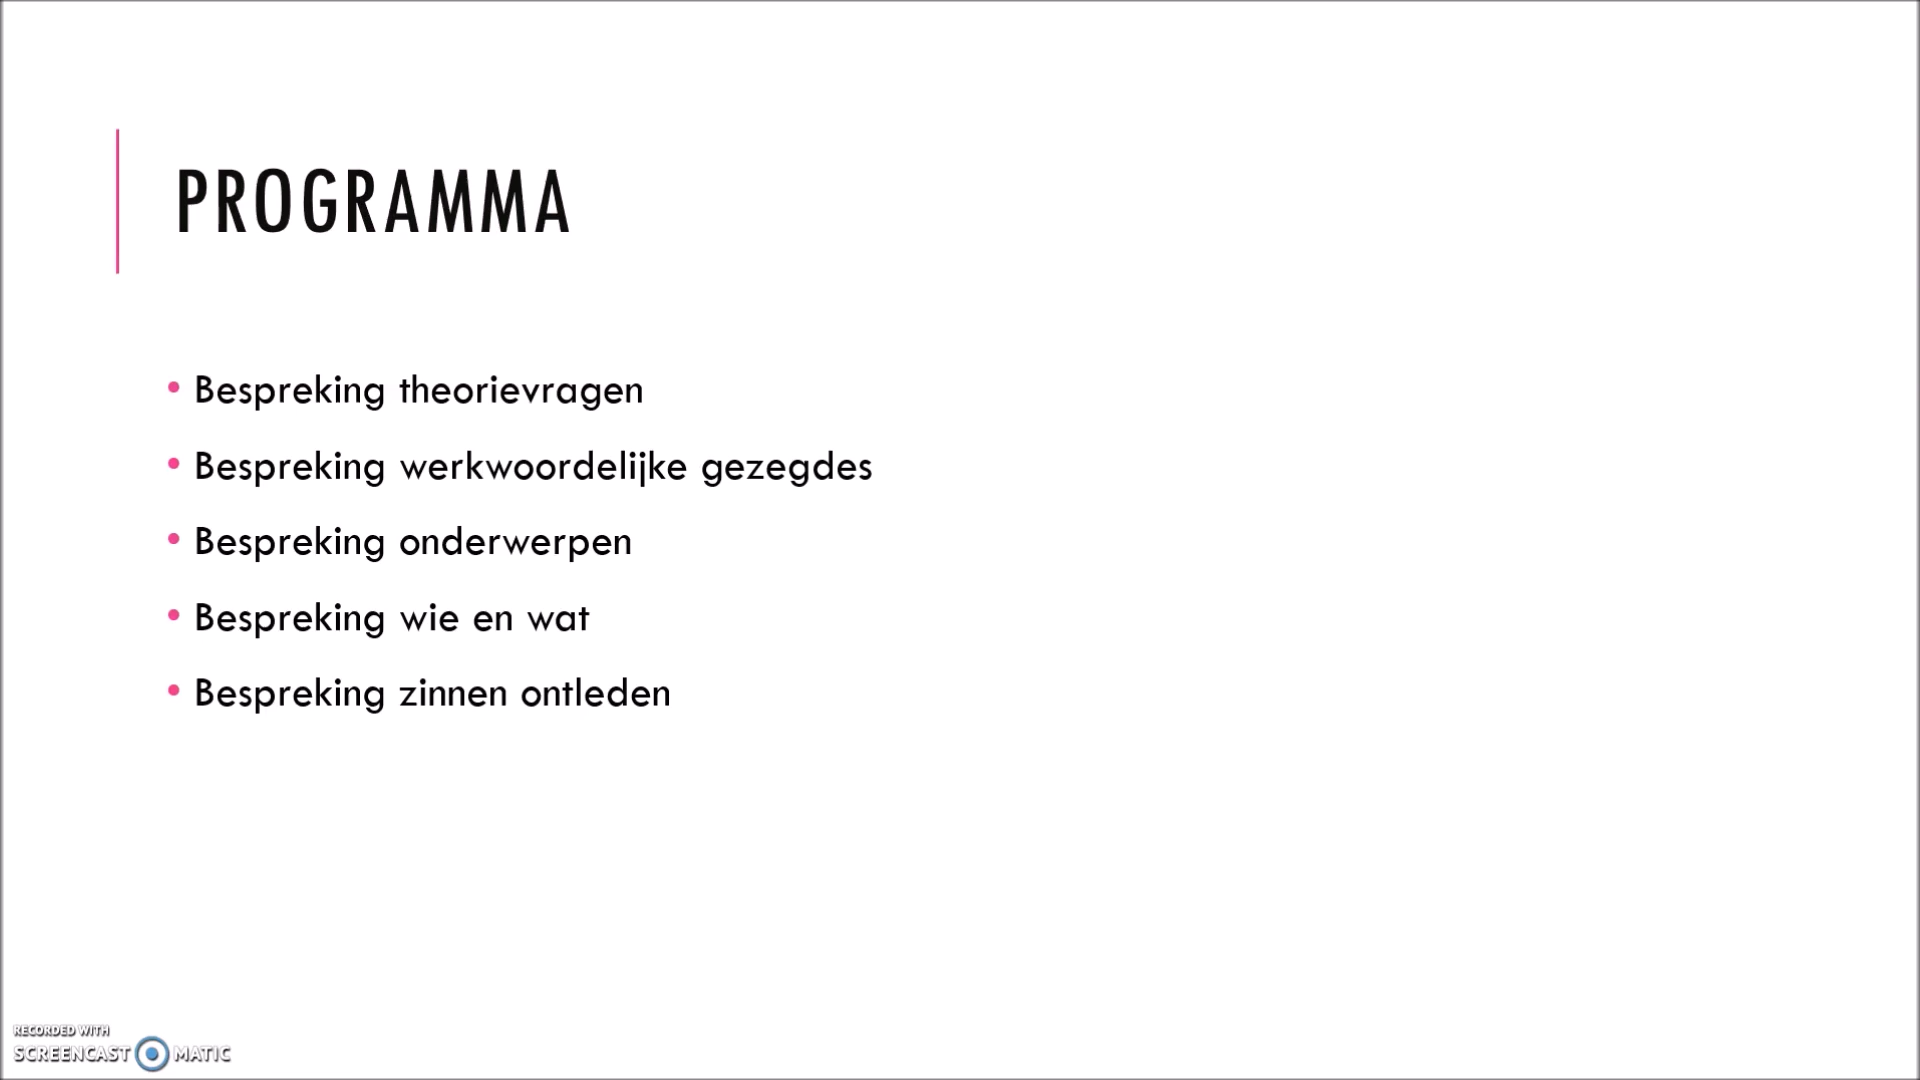 PROGRAMMA
• Bespreking theorievragen
• Bespreking werkwoordelijke gezegdes
• Bespreking onderwerpen
• Bespreking wie en wat
• Bespreking zinnen ontleden
RECORDED WITH
SCREENCAST MATIC